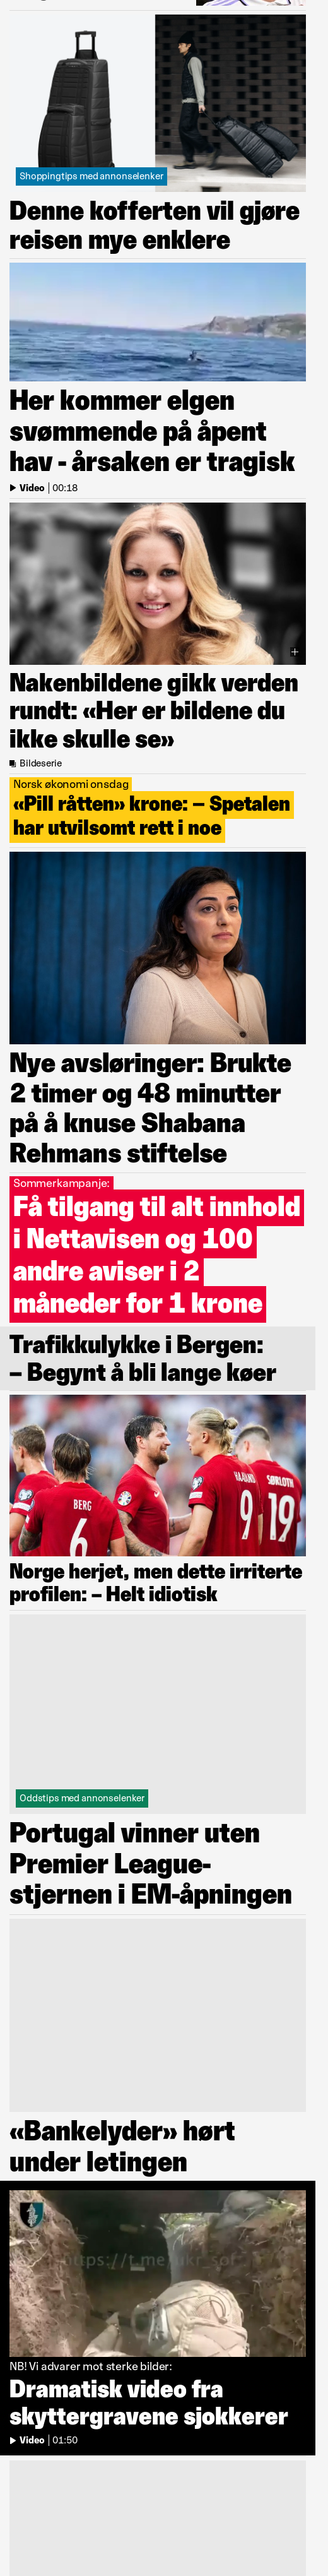 Shoppingtips med annonselenker
Denne kofferten vil gjøre
reisen mye enklere
Her kommer elgen
svømmende på åpent
hav - årsaken er tragisk
Video | 00:18
Nakenbildene gikk verden
rundt: «Her er bildene du
ikke skulle se»
Bildeserie
Norsk økonomi onsdag
«Pill råtten» krone: – Spetalen
har utvilsomt rett i noe
Nye avsløringer: Brukte
2 timer og 48 minutter
på å knuse Shabana
Rehmans stiftelse
Sommerkampanje:
Få tilgang til alt innhold
i Nettavisen og 100
andre aviser i 2
måneder for 1 krone
Trafikkulykke i Bergen:
– Begynt å bli lange køer
BERG
6
HAALAND
9
SØRLOTH
19
Norge herjet, men dette irriterte
profilen: – Helt idiotisk
Oddstips med annonselenker
Portugal vinner uten
Premier League-
stjernen i EM-åpningen
«Bankelyder» hørt
under letingen
https://t.me/ukr_sof
NB! Vi advarer mot sterke bilder:
Dramatisk video fra
skyttergravene sjokkerer
Video | 01:50